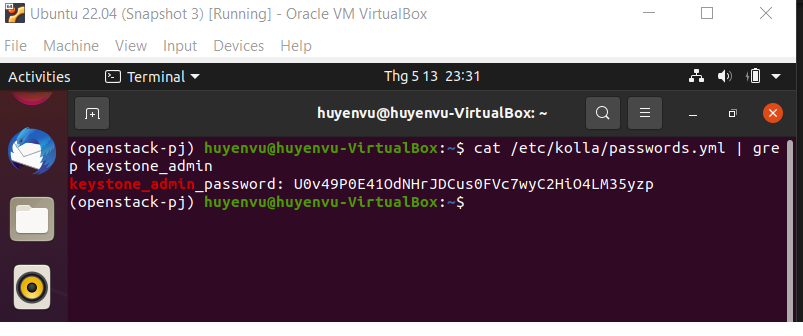 Ubuntu 22.04 (Snapshot 3) [Running] - Oracle VM VirtualBox
File Machine View Input Devices Help
Activities Terminal Thg 5 13 23:31
huyenvu@huyenvu-VirtualBox: ~
(openstack-pj) huyenvu@huyenvu-VirtualBox:~$ cat /etc/kolla/passwords.yml | gre
p keystone_admin
keystone_admin_password: U0v49P0E41OdNHrJDCus0FVc7wyC2HiO4LM35yzp
(openstack-pj) huyenvu@huyenvu-VirtualBox:~$